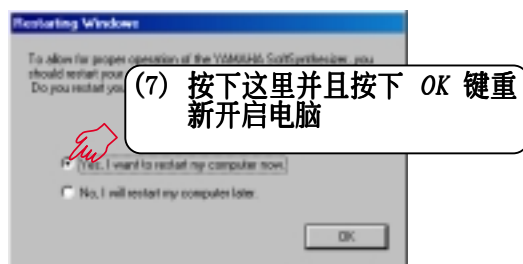 Restarting Windows
To allow for proper operation of the YAMAHA SoftSynthesizer, you
should restart your
Do you restart you
(7) 按下这里并且按下 OK 键重
新开启电脑
Yes, I want to restart my computer now.
No, I will restart my computer later.
OK